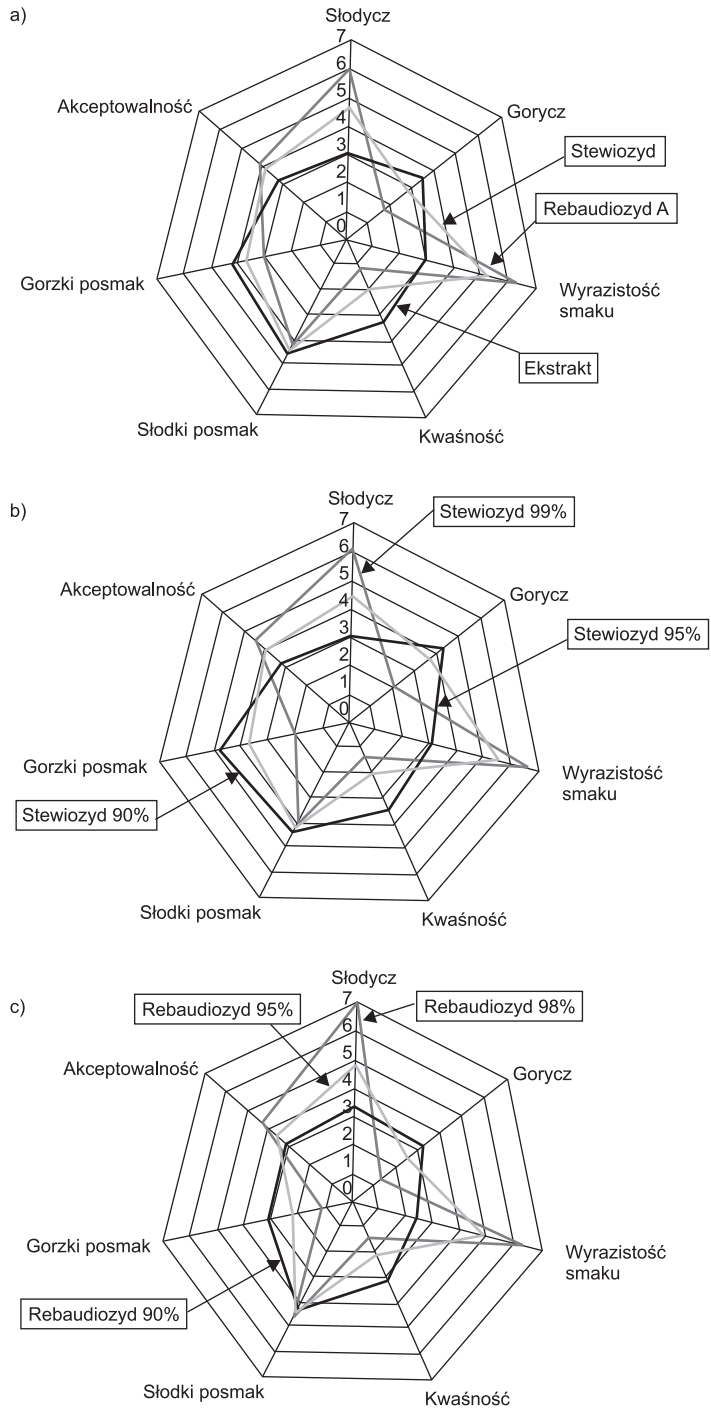 a)
Słodycz
7
6
5
4
3
2
1
0
Akceptowalność
Gorycz
Stewiozyd
Rebaudiozyd A
Gorzki posmak
Wyrazistość
smaku
Ekstrakt
Słodki posmak
Kwaśność
b)
Słodycz
7
6
5
4
3
2
1
0
Stewiozyd 99%
Akceptowalność
Gorycz
Stewiozyd 95%
Gorzki posmak
Wyrazistość
smaku
Stewiozyd 90%
Słodki posmak
Kwaśność
c)
Słodycz
7
6
5
4
3
2
1
0
Rebaudiozyd 95%
Rebaudiozyd 98%
Akceptowalność
Gorycz
Gorzki posmak
Wyrazistość
smaku
Rebaudiozyd 90%
Słodki posmak
Kwaśność